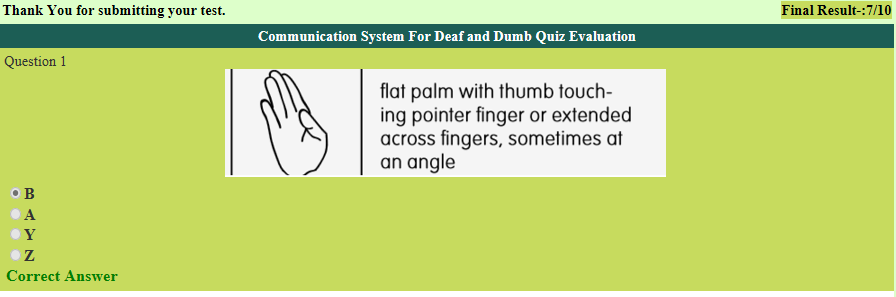 Thank You for submitting your test.
Final Result-:7/10
Communication System For Deaf and Dumb Quiz Evaluation
Question 1
flat palm with thumb touch-
ing pointer finger or extended
across fingers, sometimes at
an angle
B
A
Y
Z
Correct Answer